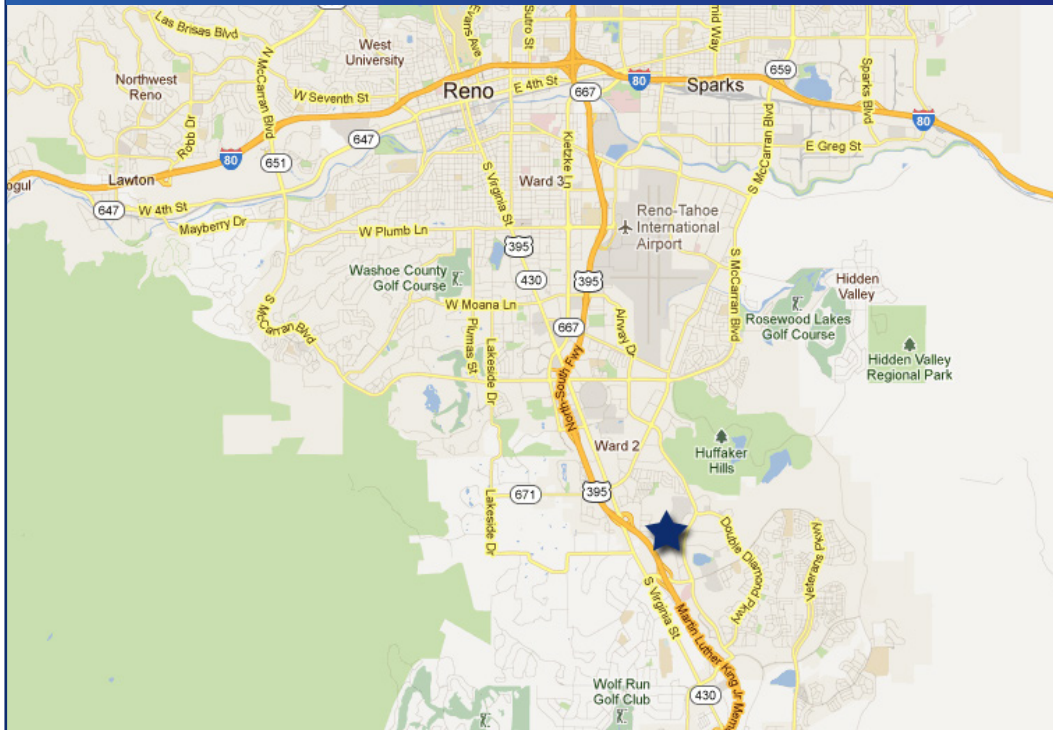 Las Brisas Blvd
N McCarran Blvd
Evans Ave
Sutro St
West
University
Northwest
Reno
Robb Dr
W Seventh St
Reno
E 4th St
667
80
Sparks
659
Sparks Blvd
80
647
651
80
Lawton
647
W 4th St
Mayberry Dr
Kietzke Ln
S Virginia St
Ward 3
S McCarran Blvd
E Greg St
W Plumb Ln
395
Reno-Tahoe
International
Airport
Washoe County
Golf Course
430
395
S McCarran Blvd
Hidden
Valley
Rosewood Lakes
Golf Course
Hidden Valley
Regional Park
W Moana Ln
S
McCarran Blvd
Plumas St
Lakeside Dr
667
Airway Dr
North-South Fwy
Ward 2
Huffaker
Hills
671
395
Lakeside Dr
Double Diamond Pkwy
Veterans Pkwy
S Virginia St
Martin Luther King Jr
Wolf Run
Golf Club
430